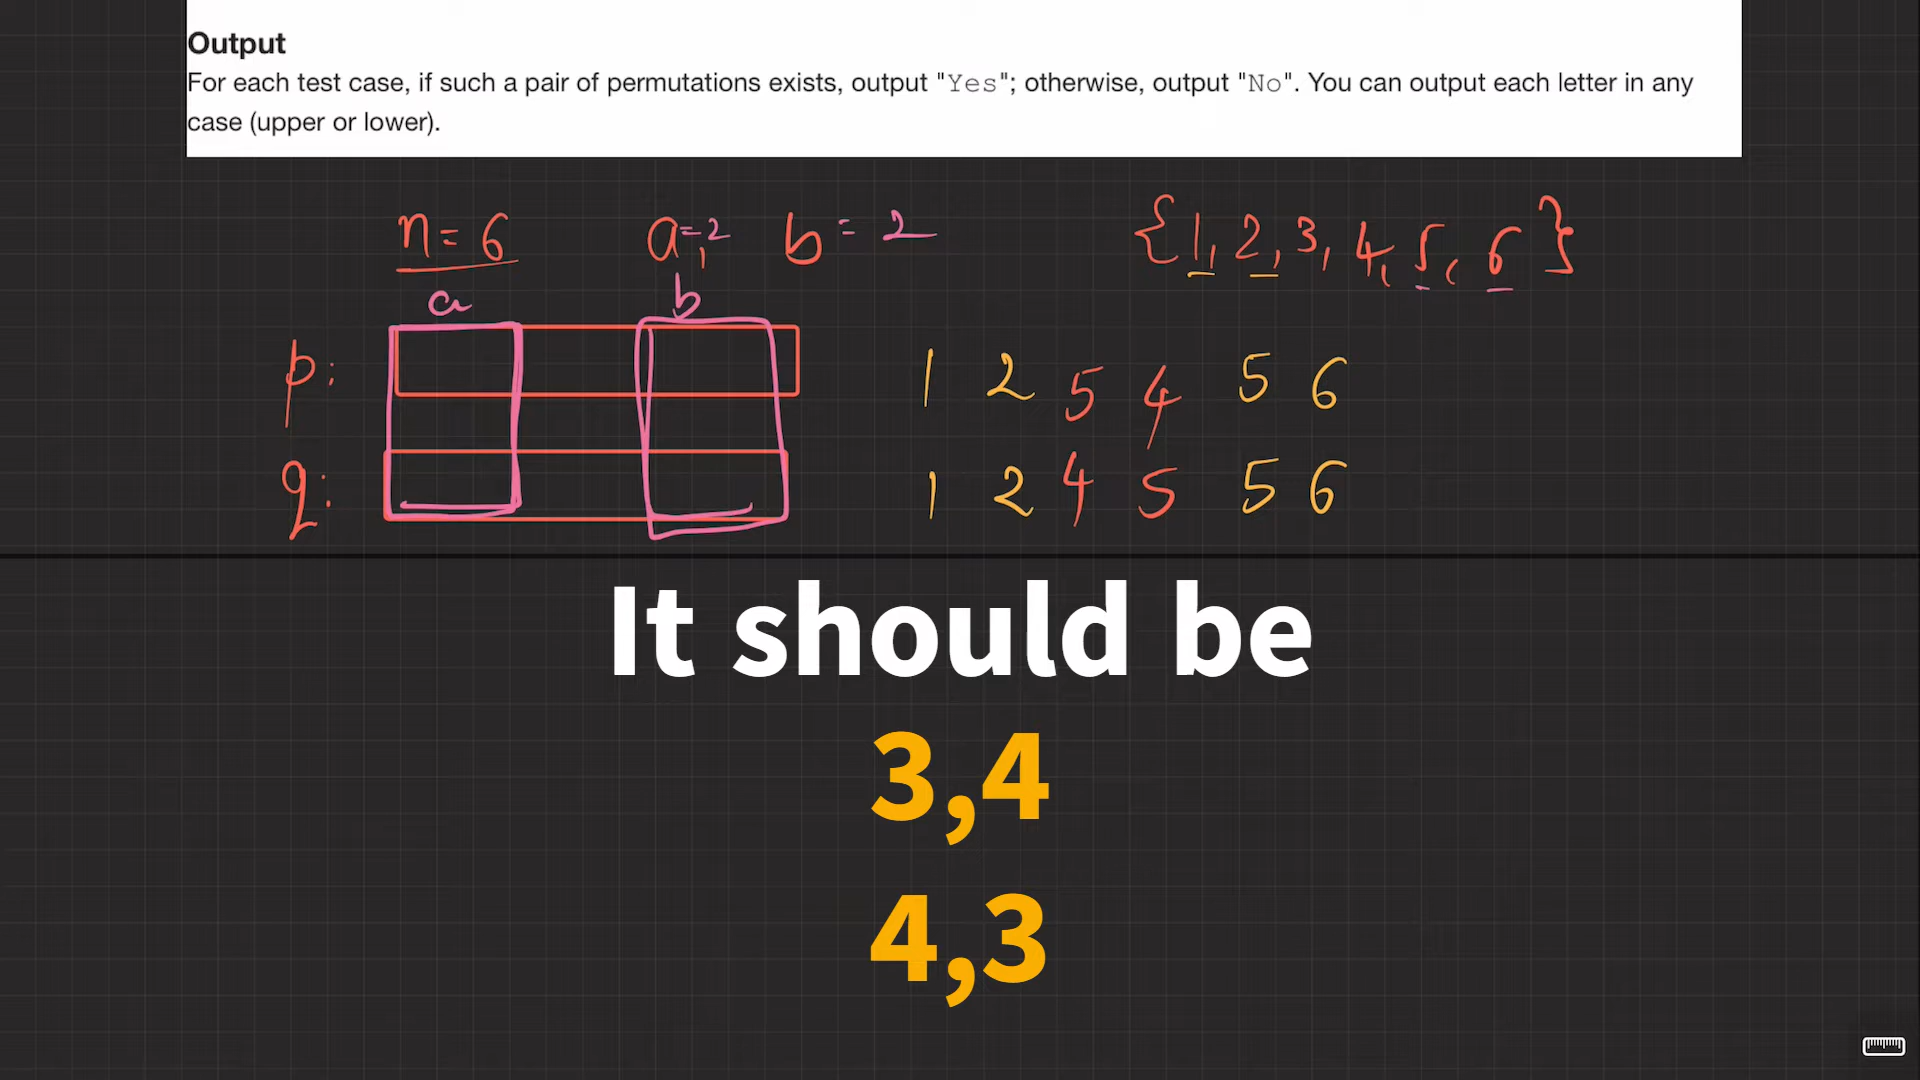 Output
For each test case, if such a pair of permutations exists, output "Yes"; otherwise, output "No". You can output each letter in any
case (upper or lower).
n=6 a=2, b=2 {1,2,3,4,5,6}
a b
p: 1 2 5 4 5 6
q: 1 2 4 5 5 6
It should be
3,4
4,3